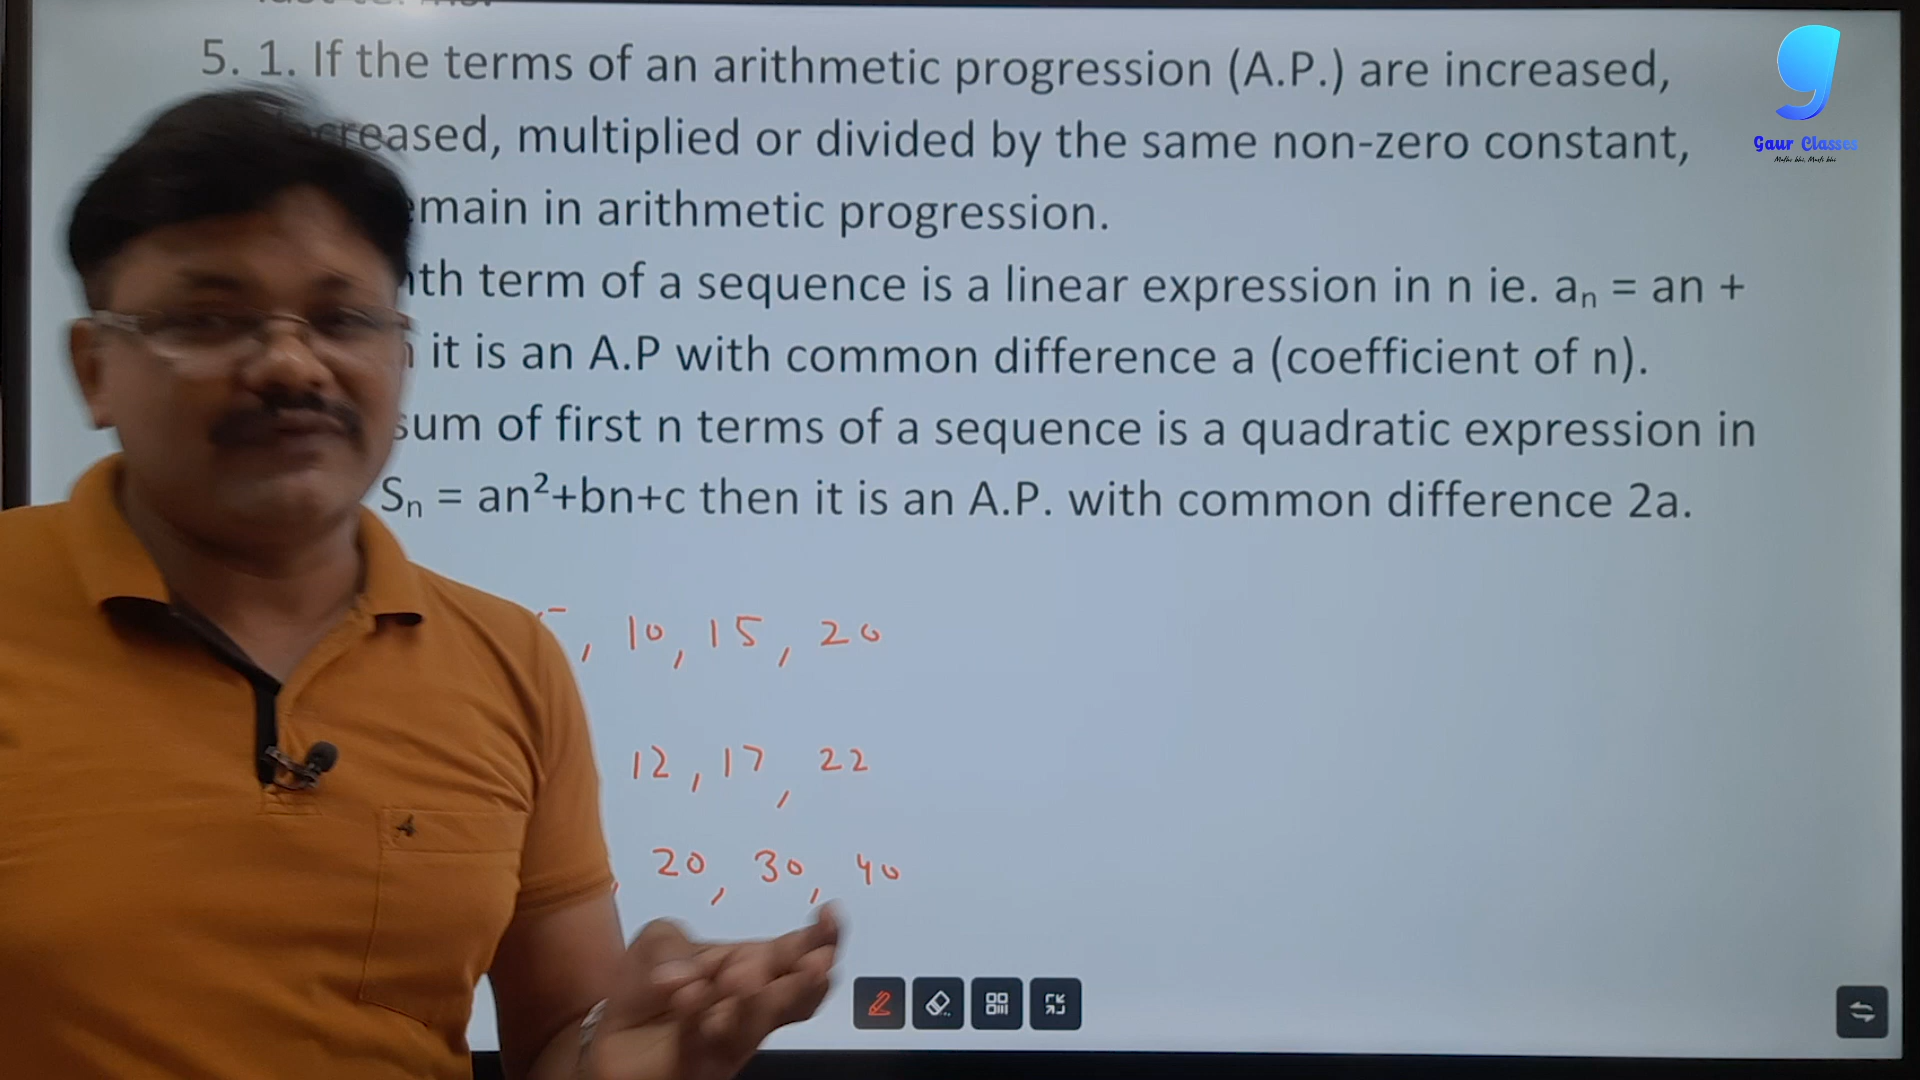 5. 1. If the terms of an arithmetic progression (A.P.) are increased,
multiplied or divided by the same non-zero constant,
in arithmetic progression.
term of a sequence is a linear expression in n ie. aₙ = an +
it is an A.P with common difference a (coefficient of n).
sum of first n terms of a sequence is a quadratic expression in
Sₙ = an²+bn+c then it is an A.P. with common difference 2a.
, 10, 15, 20
12, 17, 22
, 20, 30, 40
g
Gaur Classes